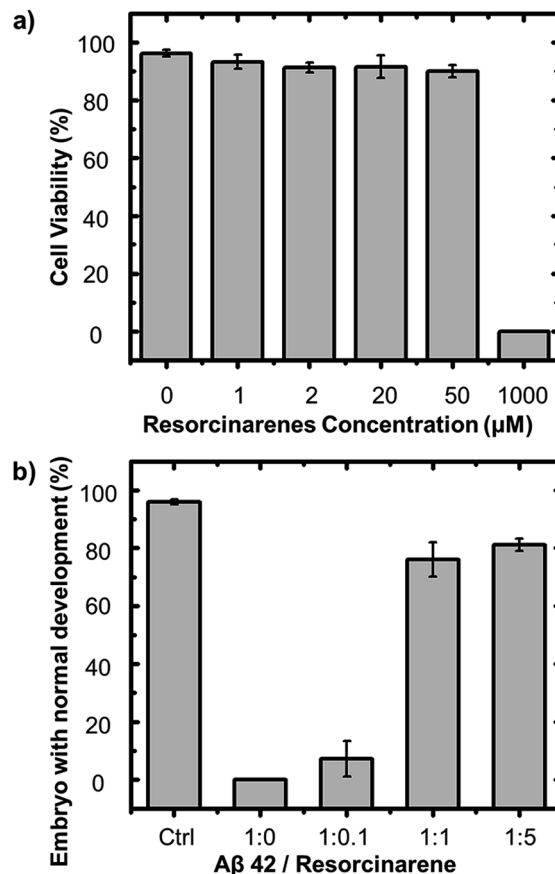 a)
Cell Viability (%)
100
80
60
40
20
0
0 1 2 20 50 1000
Resorcinarenes Concentration (µM)
b)
Embryo with normal development (%)
100
80
60
40
20
0
Ctrl 1:0 1:0.1 1:1 1:5
Aβ 42 / Resorcinarene